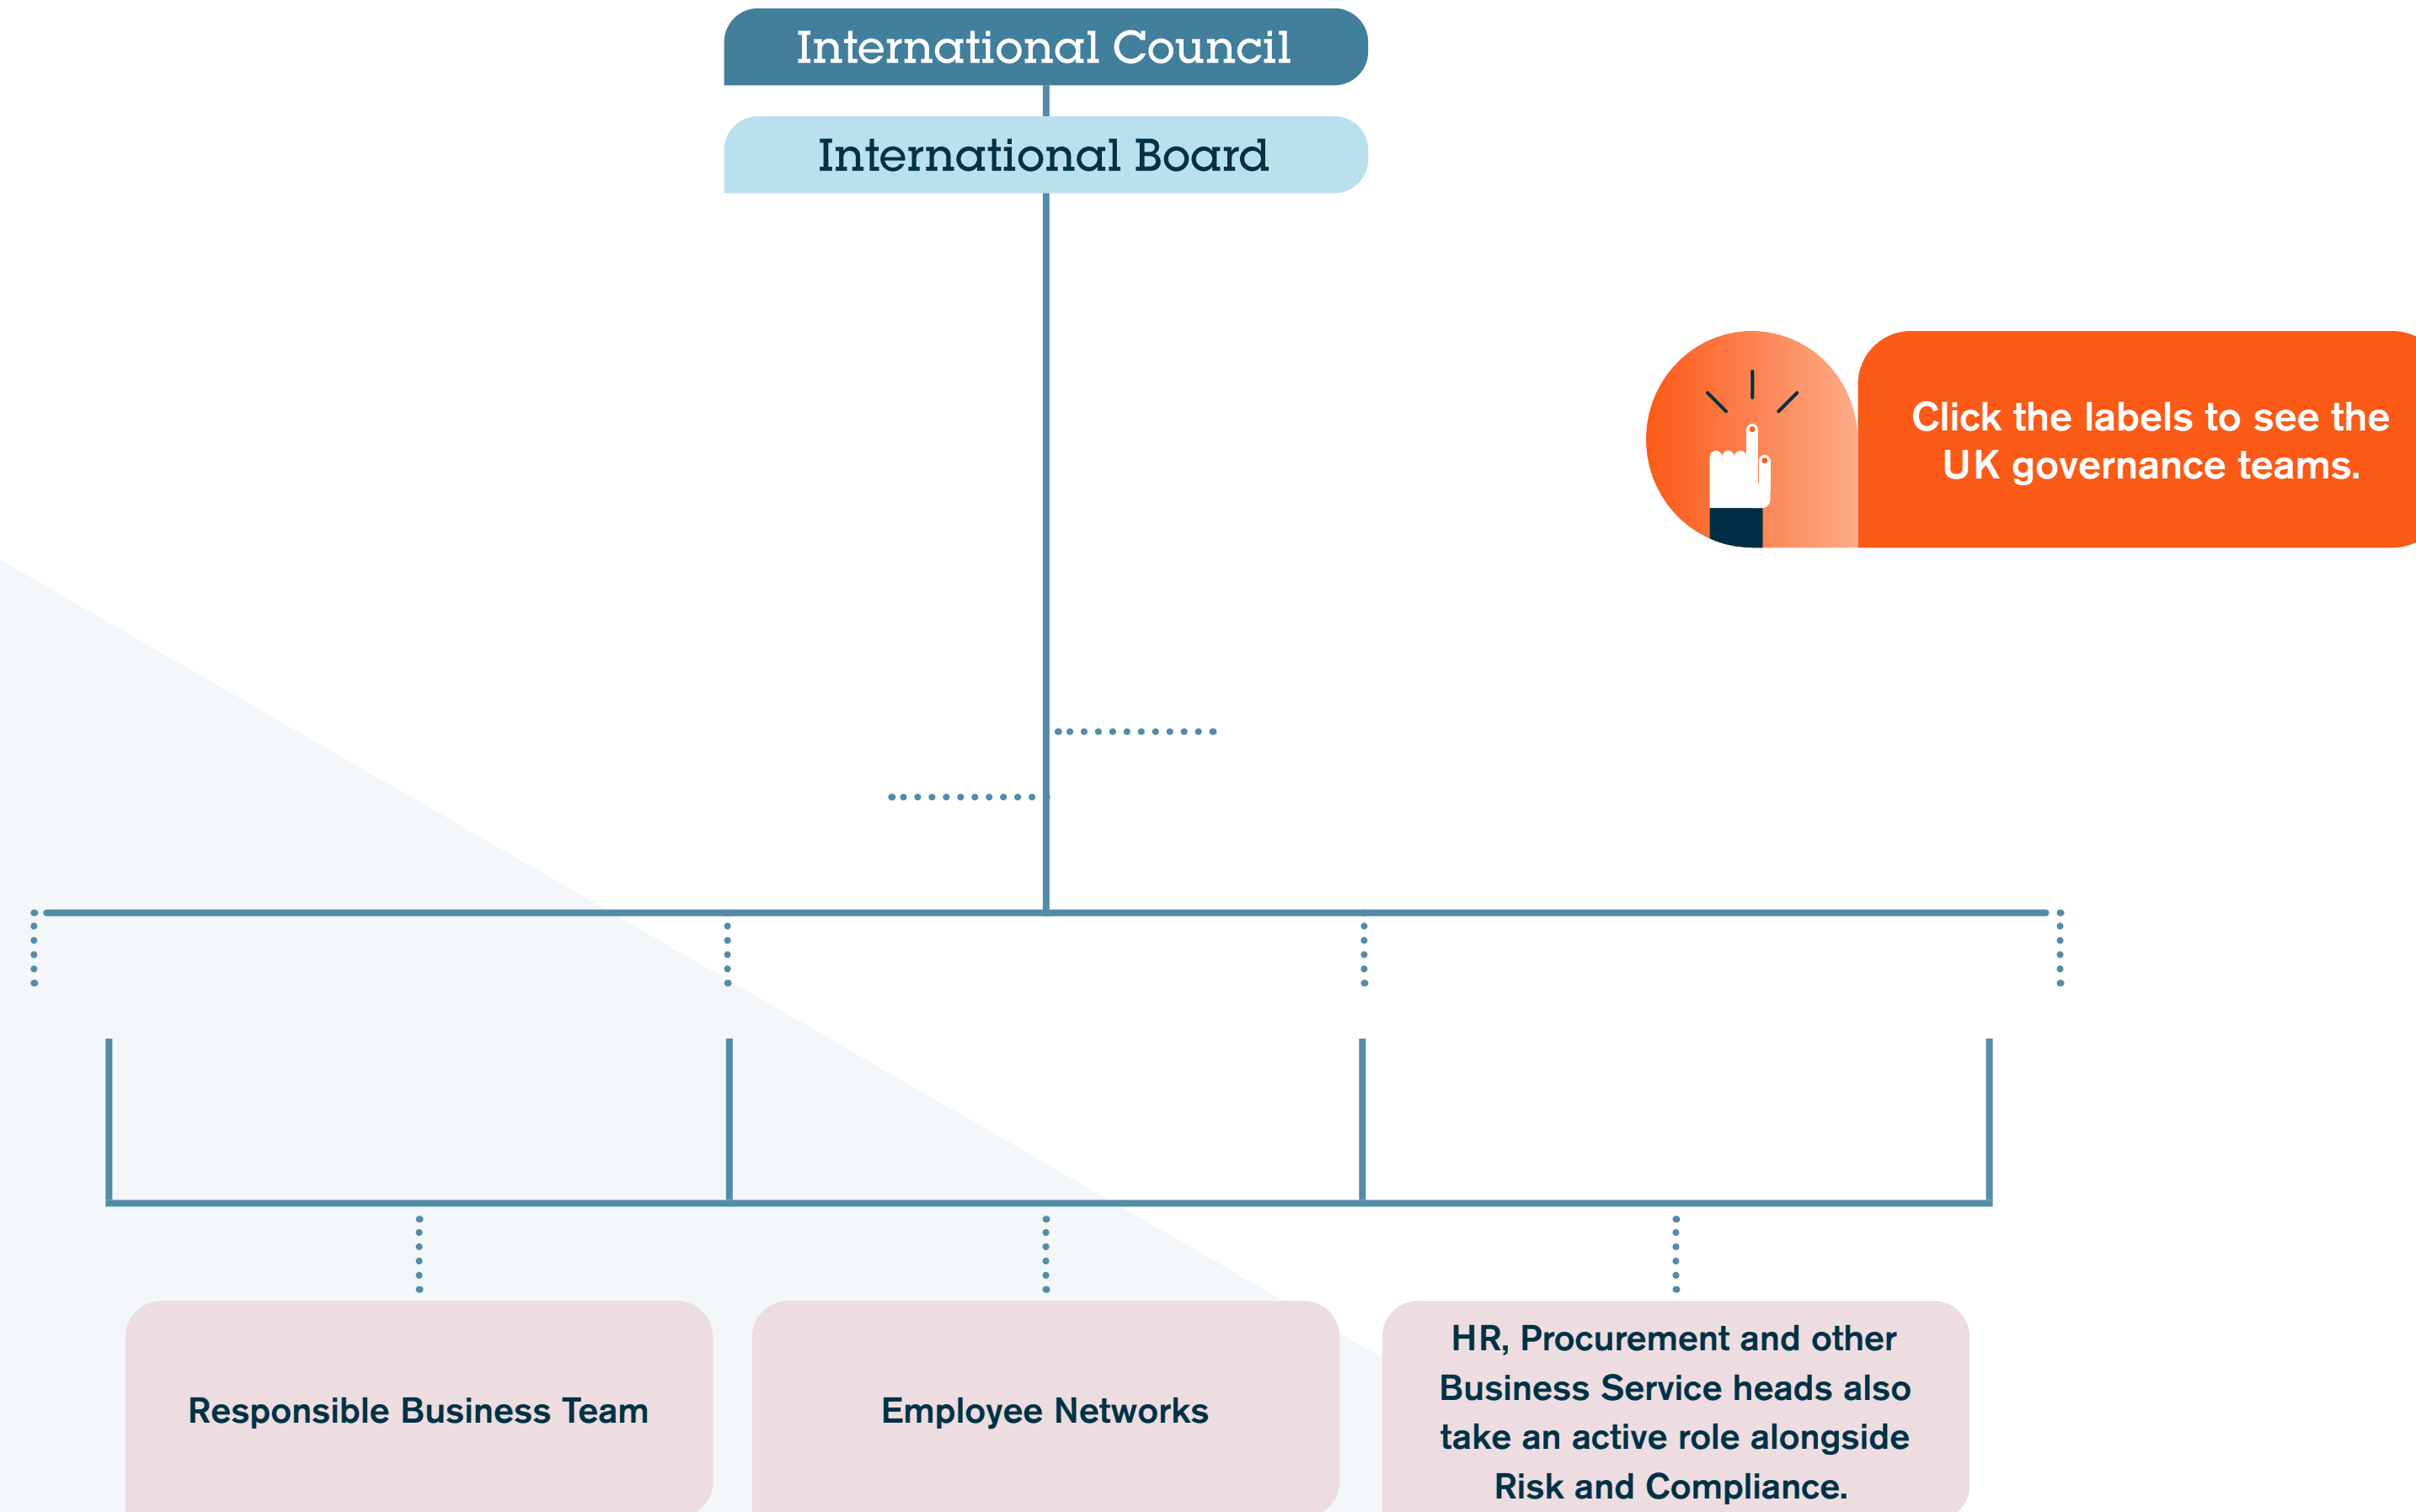 International Council
International Board
Click the labels to see the
UK governance teams.
Responsible Business Team
Employee Networks
HR, Procurement and other
Business Service heads also
take an active role alongside
Risk and Compliance.